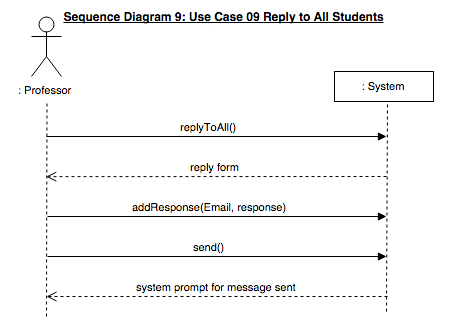 Sequence Diagram 9: Use Case 09 Reply to All Students
: Professor
: System
replyToAll()
reply form
addResponse(Email, response)
send()
system prompt for message sent